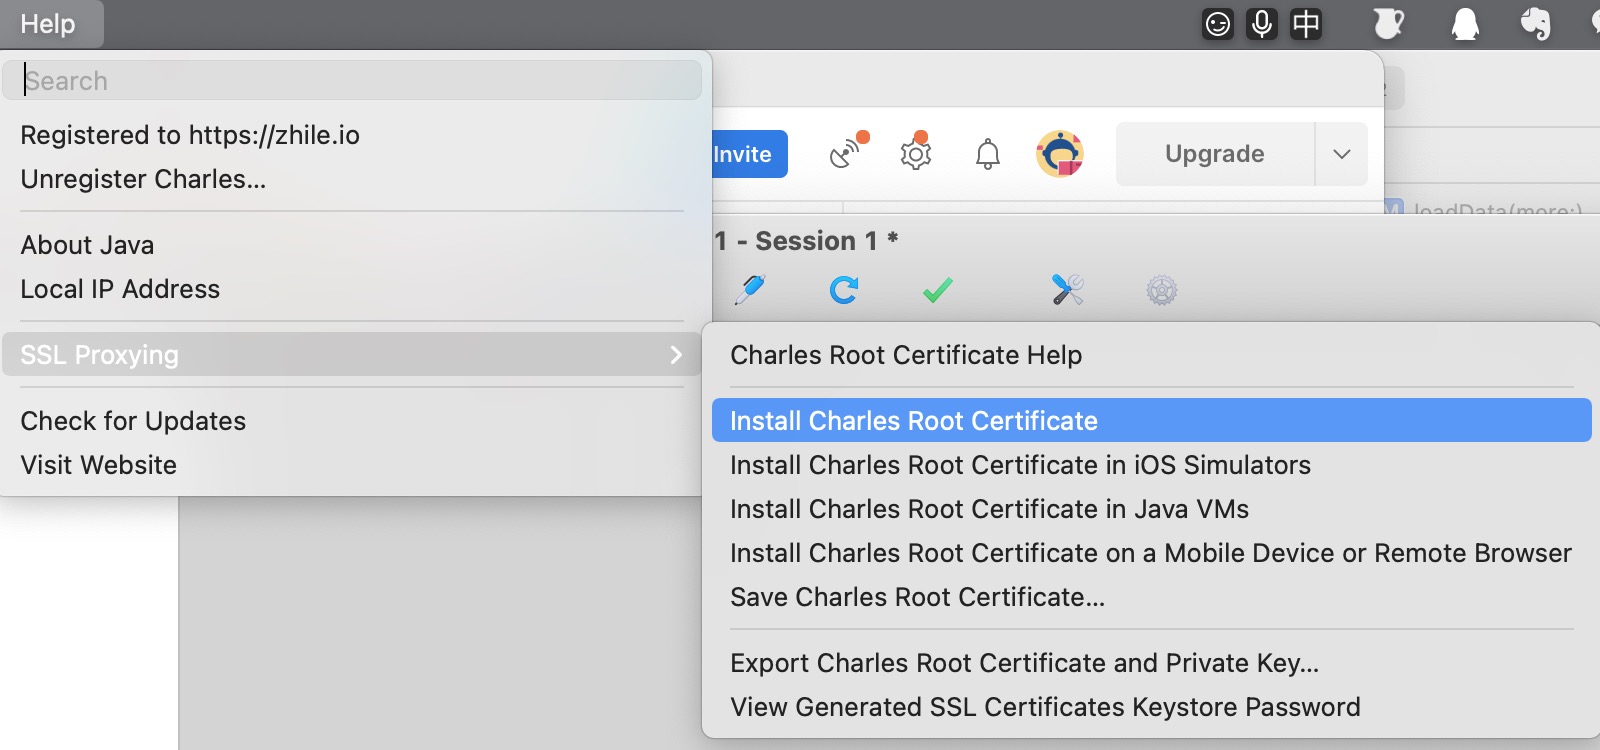 Help
中
Search
Registered to https://zhile.io
Unregister Charles...
About Java
Local IP Address
SSL Proxying
Check for Updates
Visit Website
Invite
Upgrade
loadData(more:)
1 - Session 1 *
Charles Root Certificate Help
Install Charles Root Certificate
Install Charles Root Certificate in iOS Simulators
Install Charles Root Certificate in Java VMs
Install Charles Root Certificate on a Mobile Device or Remote Browser
Save Charles Root Certificate...
Export Charles Root Certificate and Private Key...
View Generated SSL Certificates Keystore Password